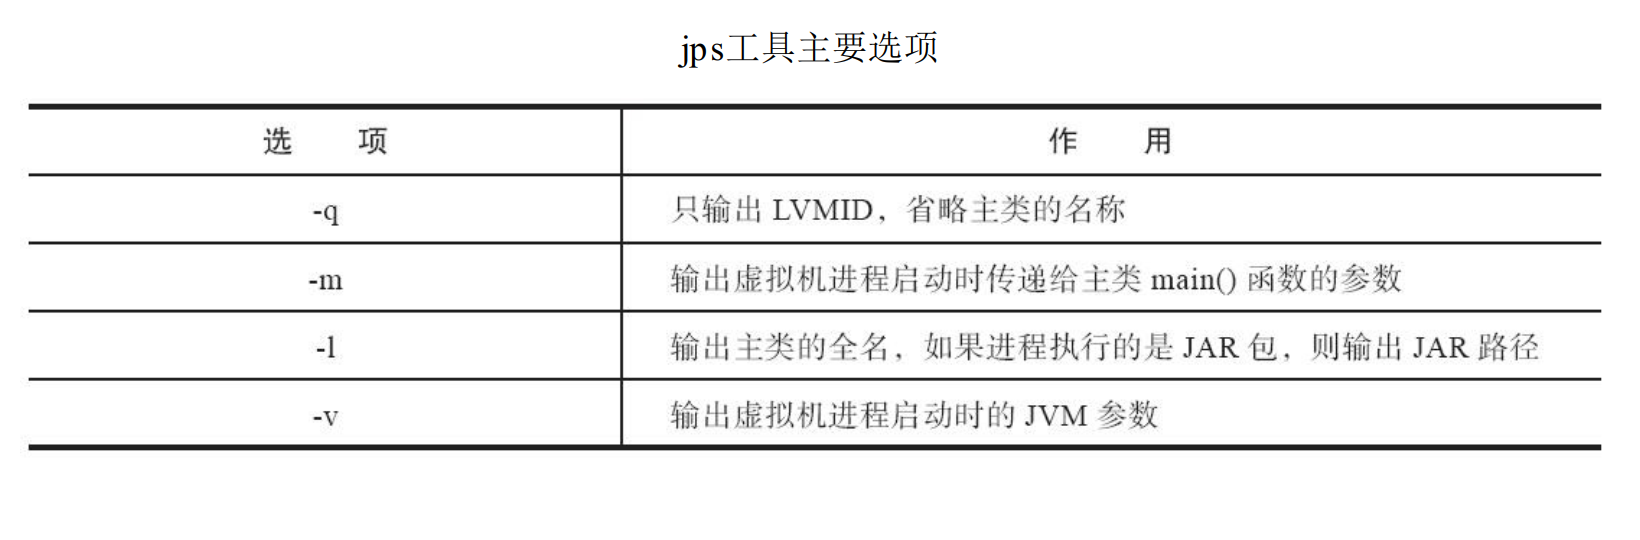 jps工具主要选项
选 项 作 用
-q 只输出 LVMID，省略主类的名称
-m 输出虚拟机进程启动时传递给主类 main() 函数的参数
-l 输出主类的全名，如果进程执行的是 JAR 包，则输出 JAR 路径
-v 输出虚拟机进程启动时的 JVM 参数